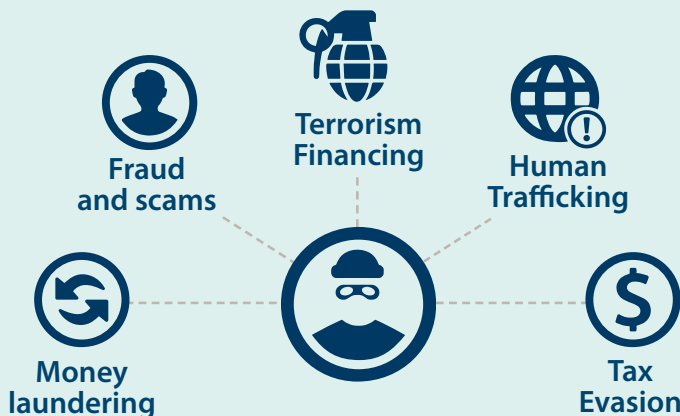 Terrorism
Financing
Fraud
and scams
Human
Trafficking
Money
laundering
$
Tax
Evasion